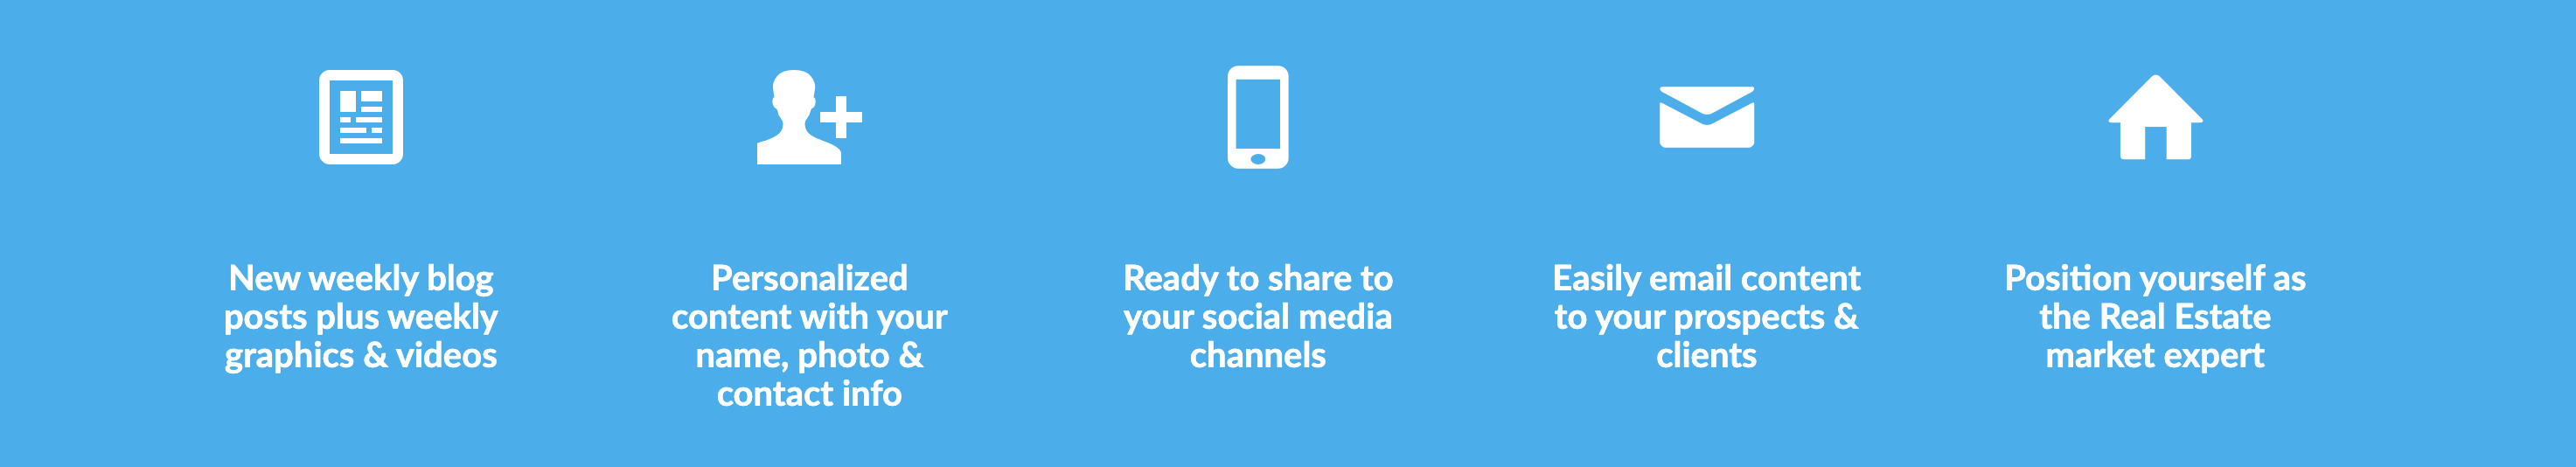 New weekly blog
posts plus weekly
graphics & videos
Personalized
content with your
name, photo &
contact info
Ready to share to
your social media
channels
Easily email content
to your prospects &
clients
Position yourself as
the Real Estate
market expert